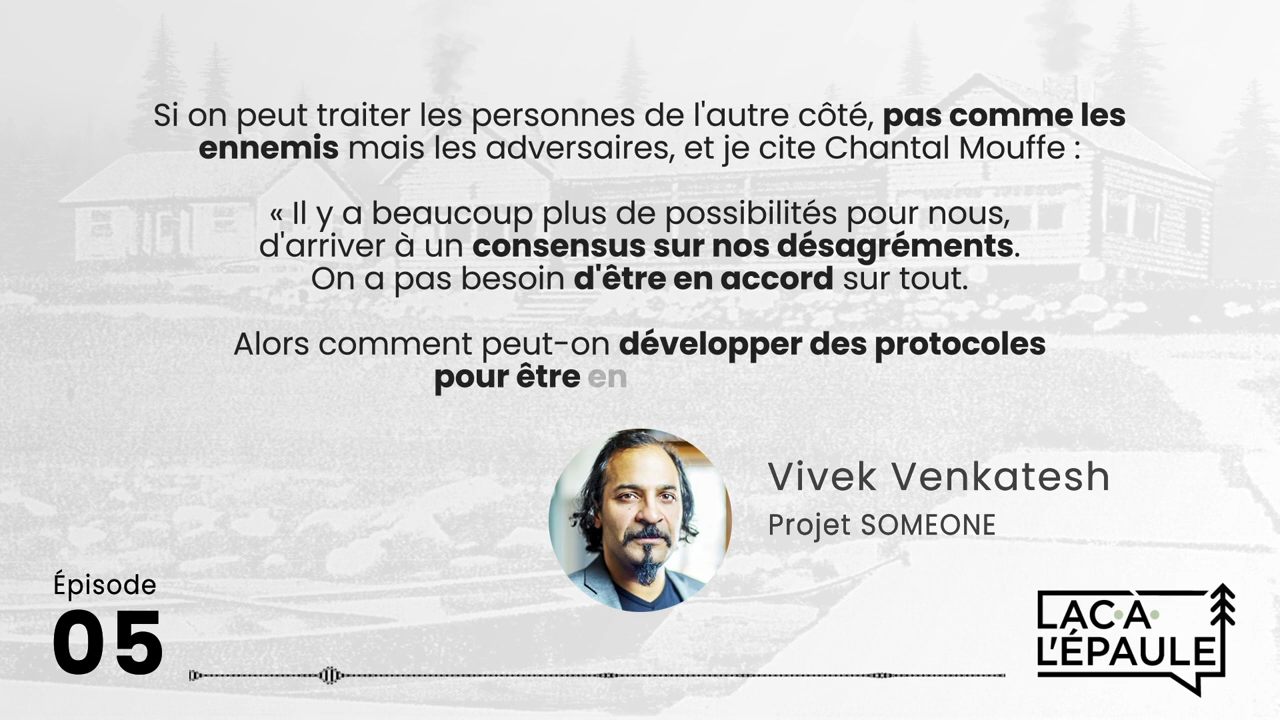 Si on peut traiter les personnes de l'autre côté, pas comme les
ennemis mais les adversaires, et je cite Chantal Mouffe :
« Il y a beaucoup plus de possibilités pour nous,
d'arriver à un consensus sur nos désagréments.
On a pas besoin d'être en accord sur tout.
Alors comment peut-on développer des protocoles
pour être en
Vivek Venkatesh
Projet SOMEONE
Épisode
05
LAC·À·
L'ÉPAULE